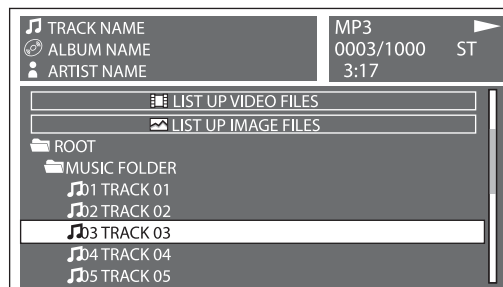 TRACK NAME
ALBUM NAME
ARTIST NAME
MP3
0003/1000 ST
3:17
LIST UP VIDEO FILES
LIST UP IMAGE FILES
ROOT
MUSIC FOLDER
01 TRACK 01
02 TRACK 02
03 TRACK 03
04 TRACK 04
05 TRACK 05